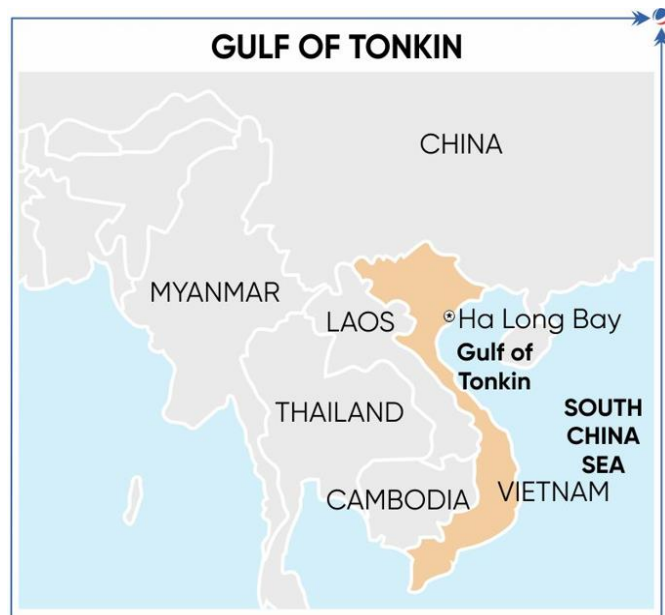 GULF OF TONKIN
CHINA
MYANMAR
LAOS
Ha Long Bay
Gulf of
Tonkin
THAILAND
SOUTH
CHINA
SEA
CAMBODIA
VIETNAM